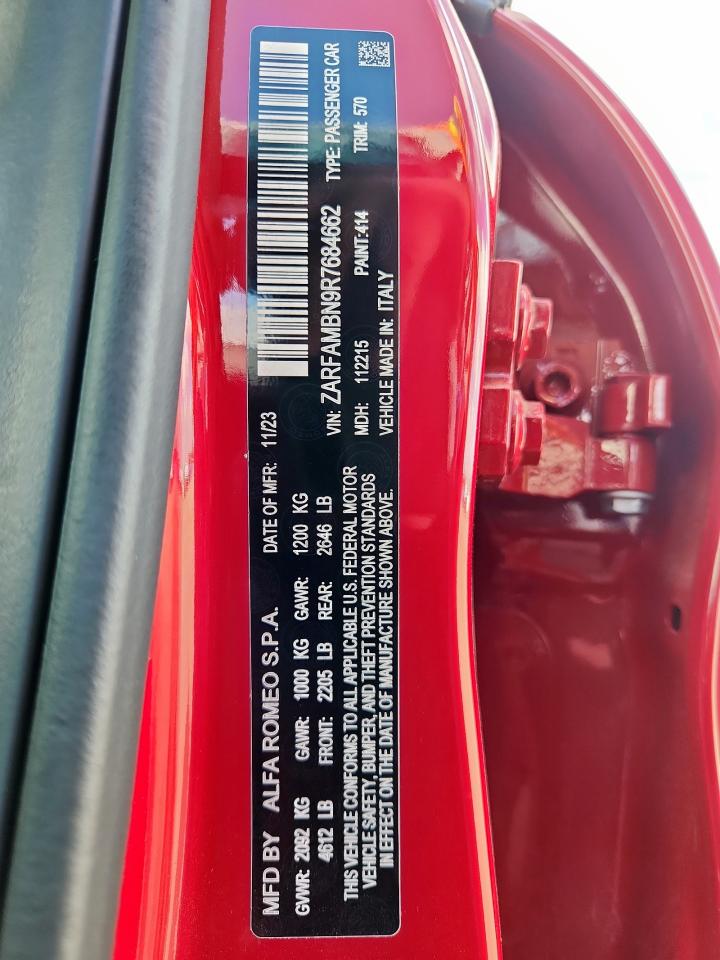 MFD BY ALFA ROMEO S.P.A. DATE OF MFR: 11/23
GVWR: 2092 KG GAWR: 1000 KG GAWR: 1200 KG
4612 LB FRONT: 2205 LB REAR: 2646 LB
THIS VEHICLE CONFORMS TO ALL APPLICABLE U.S. FEDERAL MOTOR
VEHICLE SAFETY, BUMPER, AND THEFT PREVENTION STANDARDS
IN EFFECT ON THE DATE OF MANUFACTURE SHOWN ABOVE.
VIN: ZARFAMBN9R7684662 TYPE: PASSENGER CAR
MDH: 112215 PAINT:414 TRIM: 570
VEHICLE MADE IN: ITALY